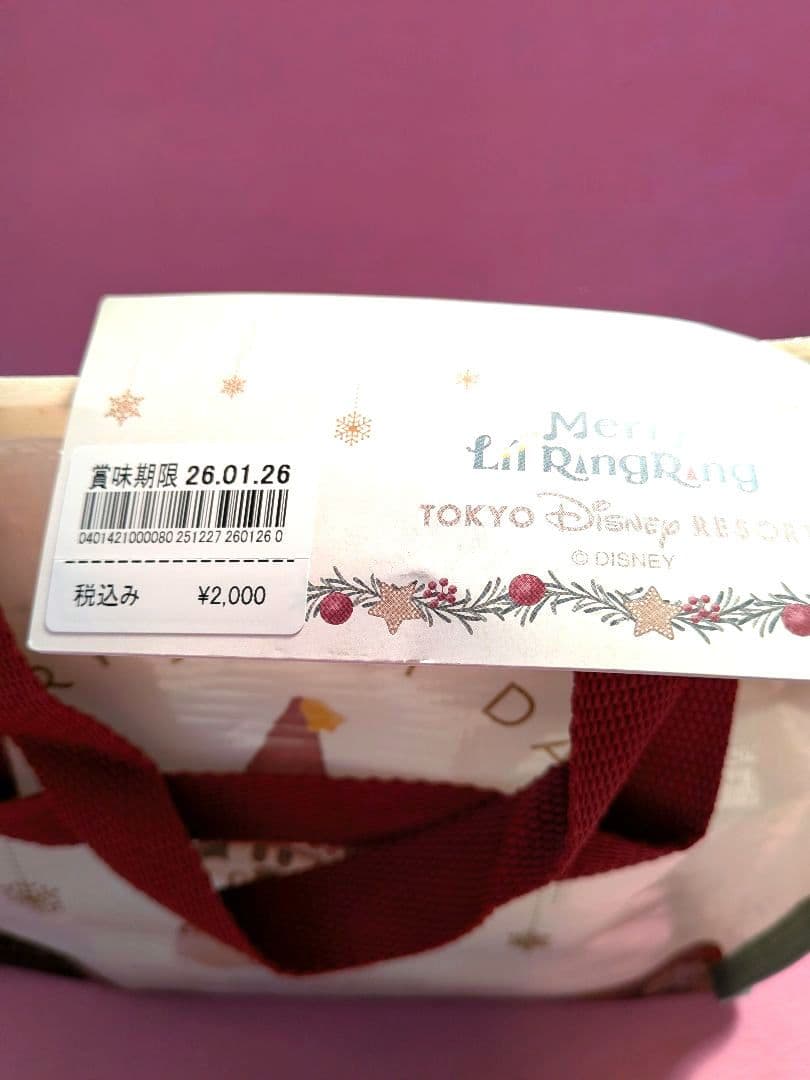 賞味期限 26.01.26
0401421000080 251227 260126 0
税込み ¥2,000
Merry
Lil' RingRing
TOKYO Disney RESORT
© DISNEY